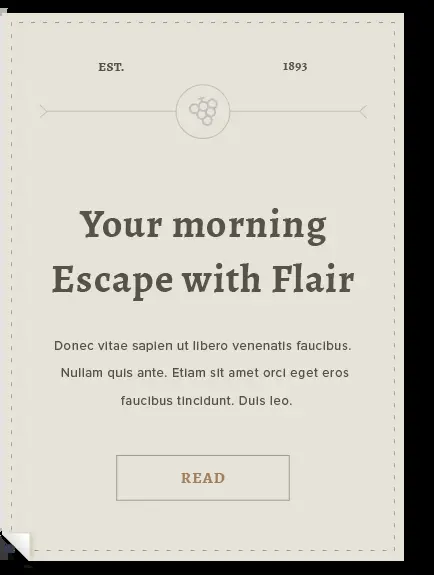 EST. 1893
Your morning
Escape with Flair
Donec vitae sapien ut libero venenatis faucibus.
Nullam quis ante. Etiam sit amet orci eget eros
faucibus tincidunt. Duis leo.
READ